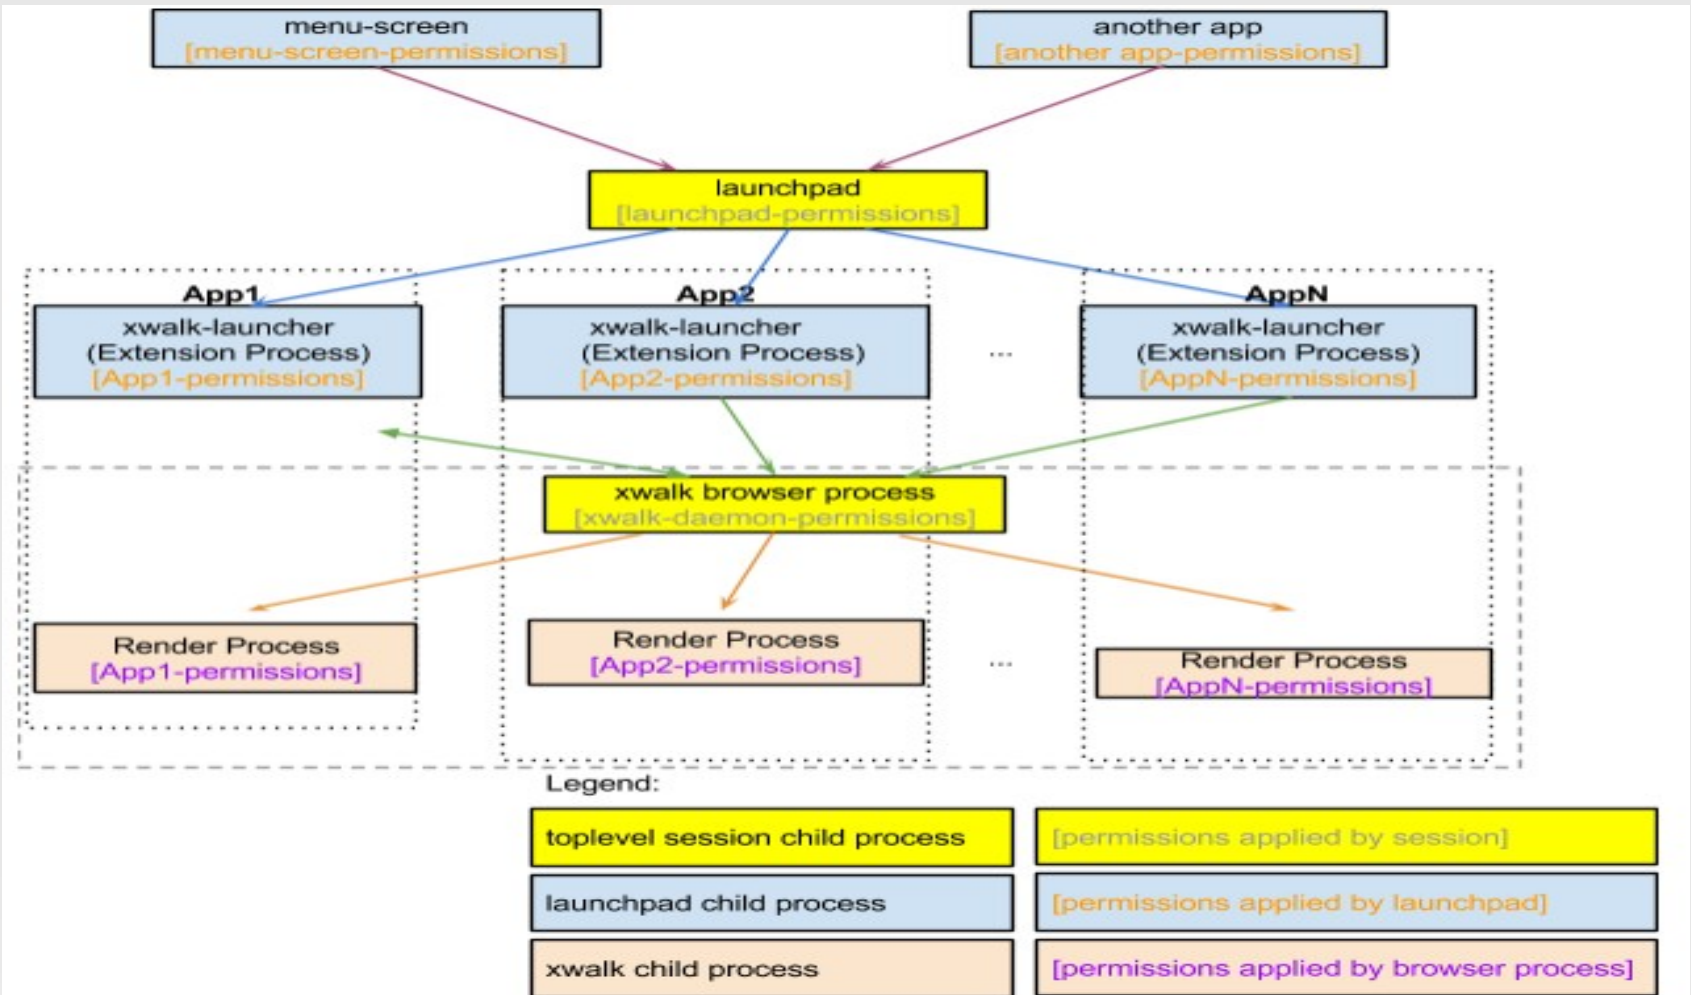 menu-screen
[menu-screen-permissions]
another app
[another app-permissions]
launchpad
[launchpad-permissions]
App1
App2
AppN
xwalk-launcher
(Extension Process)
[App1-permissions]
xwalk-launcher
(Extension Process)
[App2-permissions]
...
xwalk-launcher
(Extension Process)
[AppN-permissions]
xwalk browser process
[xwalk-daemon-permissions]
Render Process
[App1-permissions]
Render Process
[App2-permissions]
...
Render Process
[AppN-permissions]
Legend:
toplevel session child process
[permissions applied by session]
launchpad child process
[permissions applied by launchpad]
xwalk child process
[permissions applied by browser process]